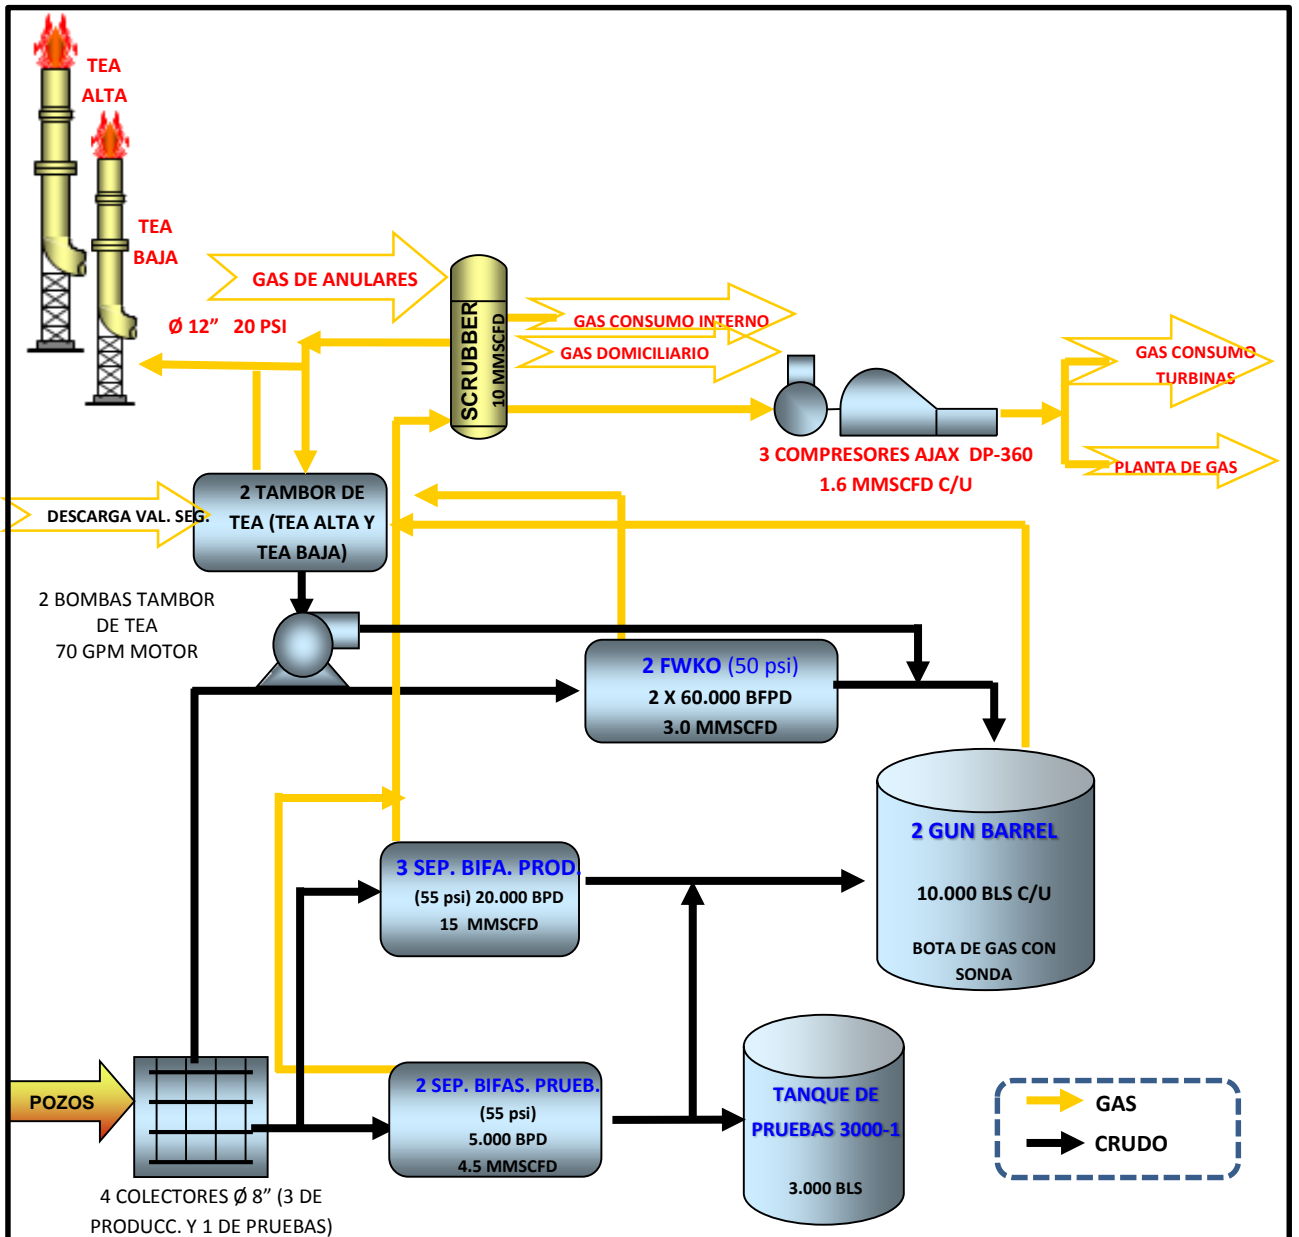 TEA
ALTA
TEA
BAJA
GAS DE ANULARES
Ø 12” 20 PSI
SCRUBBER
10 MMSCFD
GAS CONSUMO INTERNO
GAS DOMICILIARIO
GAS CONSUMO
TURBINAS
3 COMPRESORES AJAX DP-360
1.6 MMSCFD C/U
PLANTA DE GAS
2 TAMBOR DE
TEA (TEA ALTA Y
TEA BAJA)
DESCARGA VAL. SEG.
2 BOMBAS TAMBOR
DE TEA
70 GPM MOTOR
2 FWKO (50 psi)
2 X 60.000 BFPD
3.0 MMSCFD
2 GUN BARREL
10.000 BLS C/U
BOTA DE GAS CON
SONDA
3 SEP. BIFA. PROD.
(55 psi) 20.000 BPD
15 MMSCFD
2 SEP. BIFAS. PRUEB.
(55 psi)
5.000 BPD
4.5 MMSCFD
TANQUE DE
PRUEBAS 3000-1
3.000 BLS
POZOS
4 COLECTORES Ø 8” (3 DE
PRODUCC. Y 1 DE PRUEBAS)
GAS
CRUDO